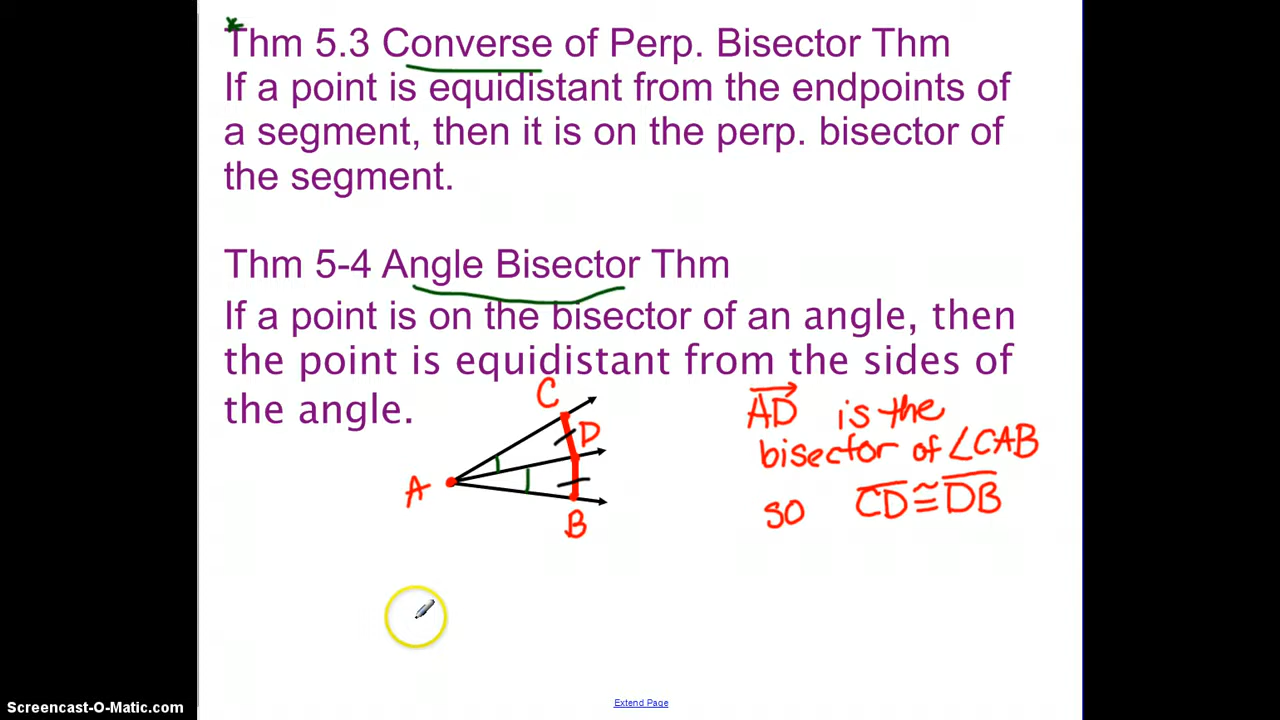 Thm 5.3 Converse of Perp. Bisector Thm
If a point is equidistant from the endpoints of
a segment, then it is on the perp. bisector of
the segment.
Thm 5-4 Angle Bisector Thm
If a point is on the bisector of an angle, then
the point is equidistant from the sides of
the angle.
C
D
A
B
AD is the
bisector of ∠CAB
so CD ≅ DB
Extend Page
Screencast-O-Matic.com